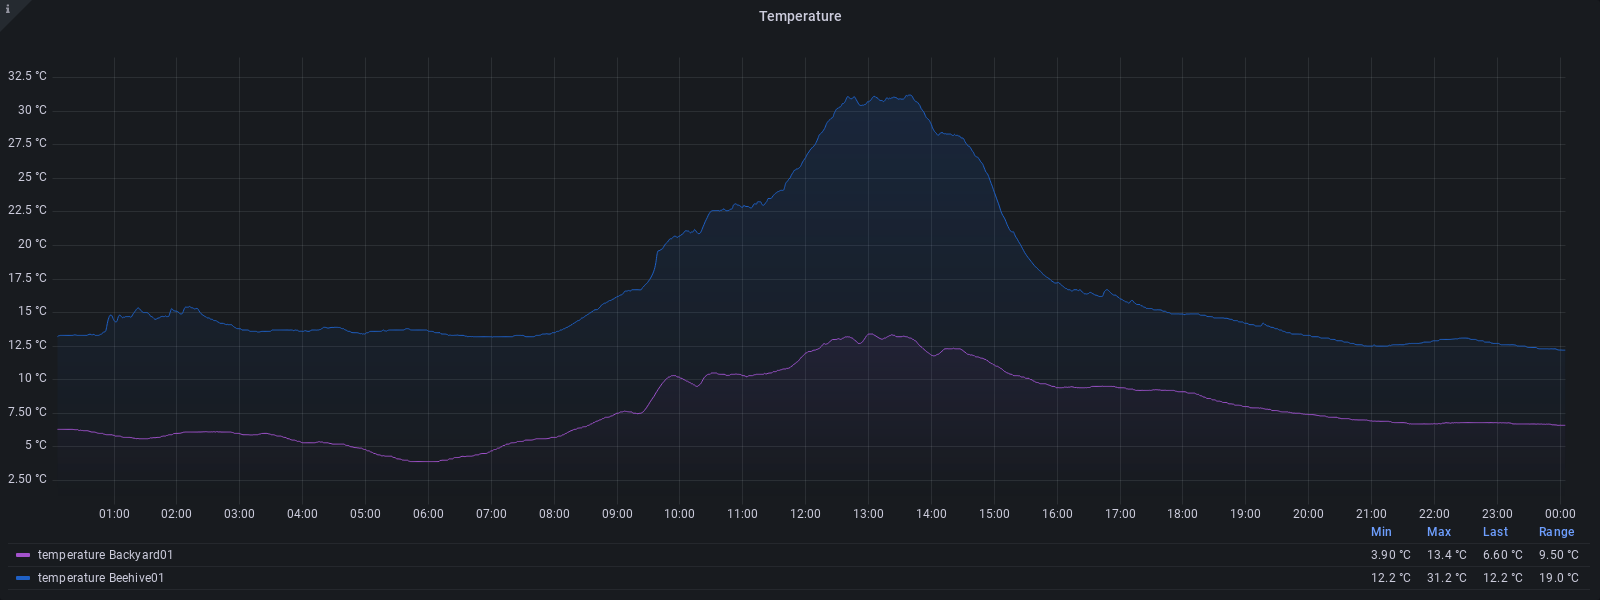 i
Temperature
32.5 °C
30 °C
27.5 °C
25 °C
22.5 °C
20 °C
17.5 °C
15 °C
12.5 °C
10 °C
7.50 °C
5 °C
2.50 °C
01:00 02:00 03:00 04:00 05:00 06:00 07:00 08:00 09:00 10:00 11:00 12:00 13:00 14:00 15:00 16:00 17:00 18:00 19:00 20:00 21:00 22:00 23:00 00:00
Min Max Last Range
temperature Backyard01 3.90 °C 13.4 °C 6.60 °C 9.50 °C
temperature Beehive01 12.2 °C 31.2 °C 12.2 °C 19.0 °C